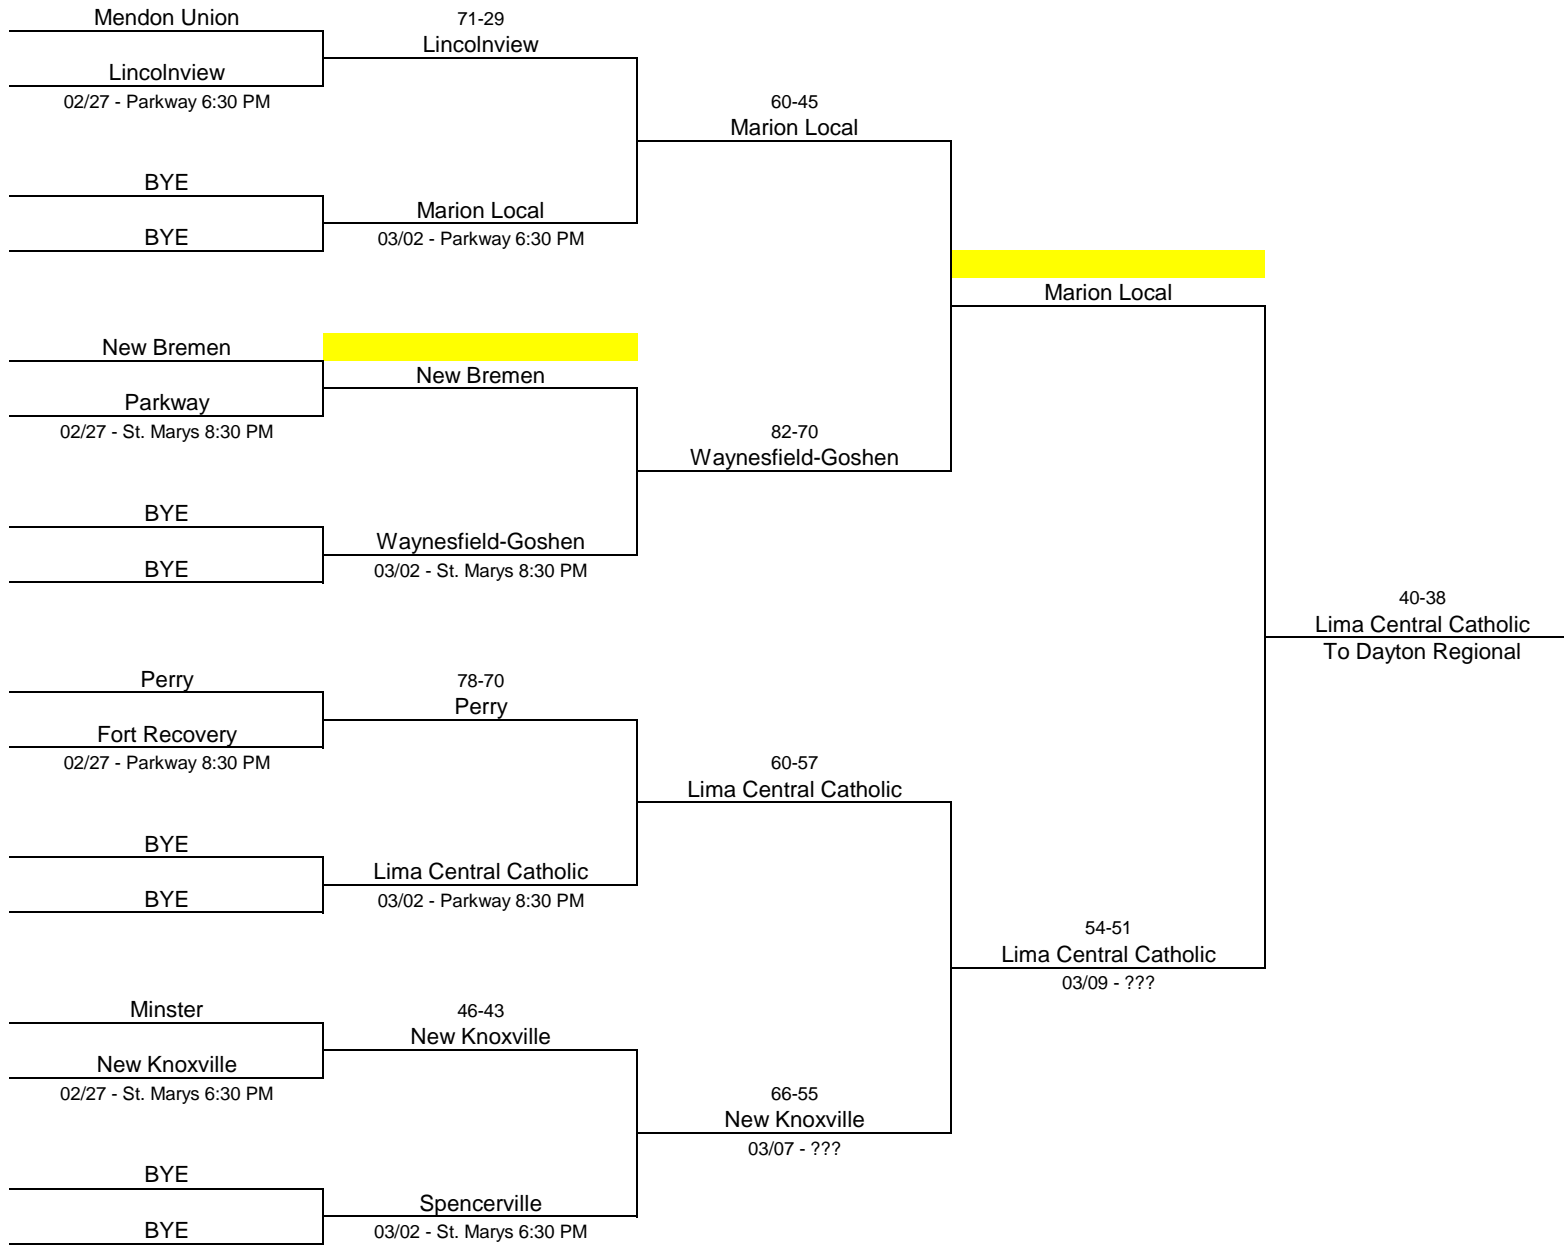 Mendon Union
71-29
Lincolnview
Lincolnview
02/27 - Parkway 6:30 PM
60-45
Marion Local
BYE
Marion Local
BYE
03/02 - Parkway 6:30 PM
Marion Local
New Bremen
New Bremen
Parkway
02/27 - St. Marys 8:30 PM
82-70
Waynesfield-Goshen
BYE
Waynesfield-Goshen
BYE
03/02 - St. Marys 8:30 PM
40-38
Lima Central Catholic
To Dayton Regional
Perry
78-70
Perry
Fort Recovery
02/27 - Parkway 8:30 PM
60-57
Lima Central Catholic
BYE
Lima Central Catholic
BYE
03/02 - Parkway 8:30 PM
54-51
Lima Central Catholic
03/09 - ???
Minster
46-43
New Knoxville
New Knoxville
02/27 - St. Marys 6:30 PM
66-55
New Knoxville
03/07 - ???
BYE
Spencerville
BYE
03/02 - St. Marys 6:30 PM